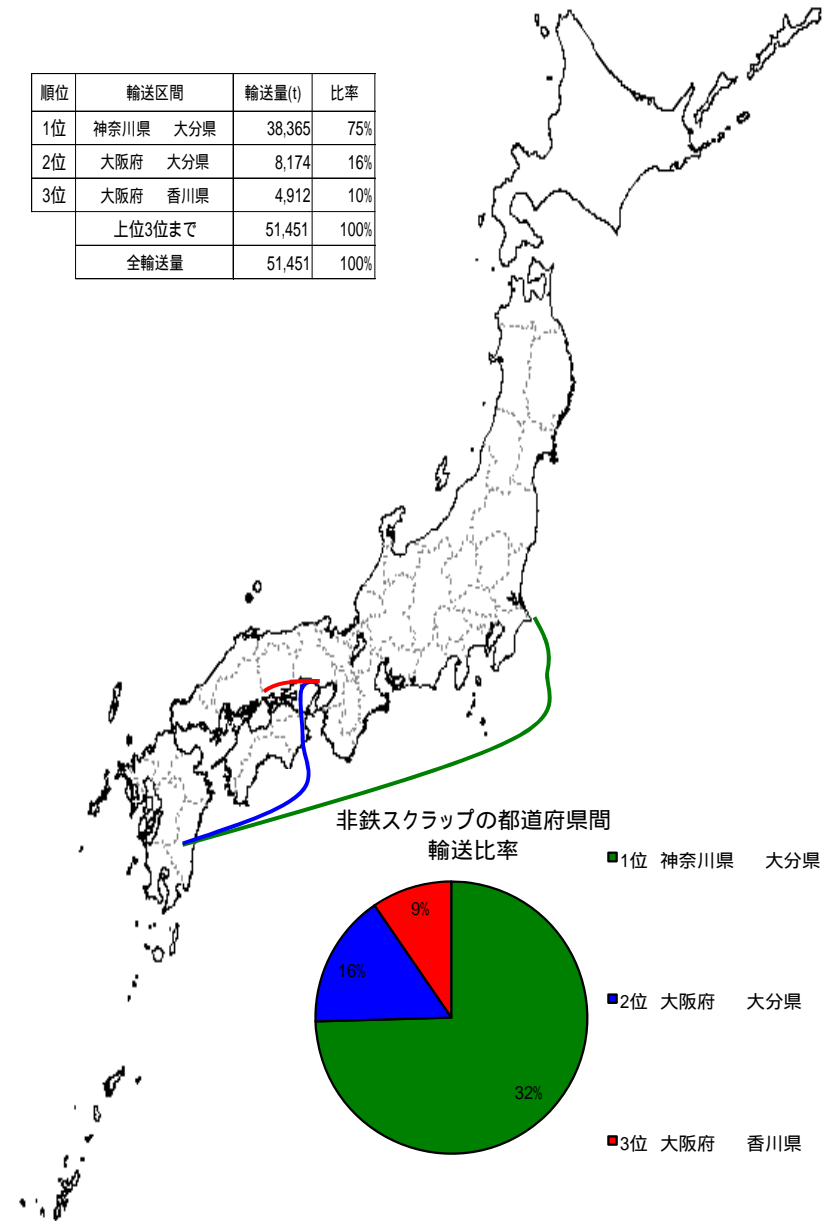 順位 輸送区間 輸送量(t) 比率
1位 神奈川県 大分県 38,365 75%
2位 大阪府 大分県 8,174 16%
3位 大阪府 香川県 4,912 10%
上位3位まで 51,451 100%
全輸送量 51,451 100%
非鉄スクラップの都道府県間
輸送比率
9%
16%
32%
1位 神奈川県 大分県
2位 大阪府 大分県
3位 大阪府 香川県